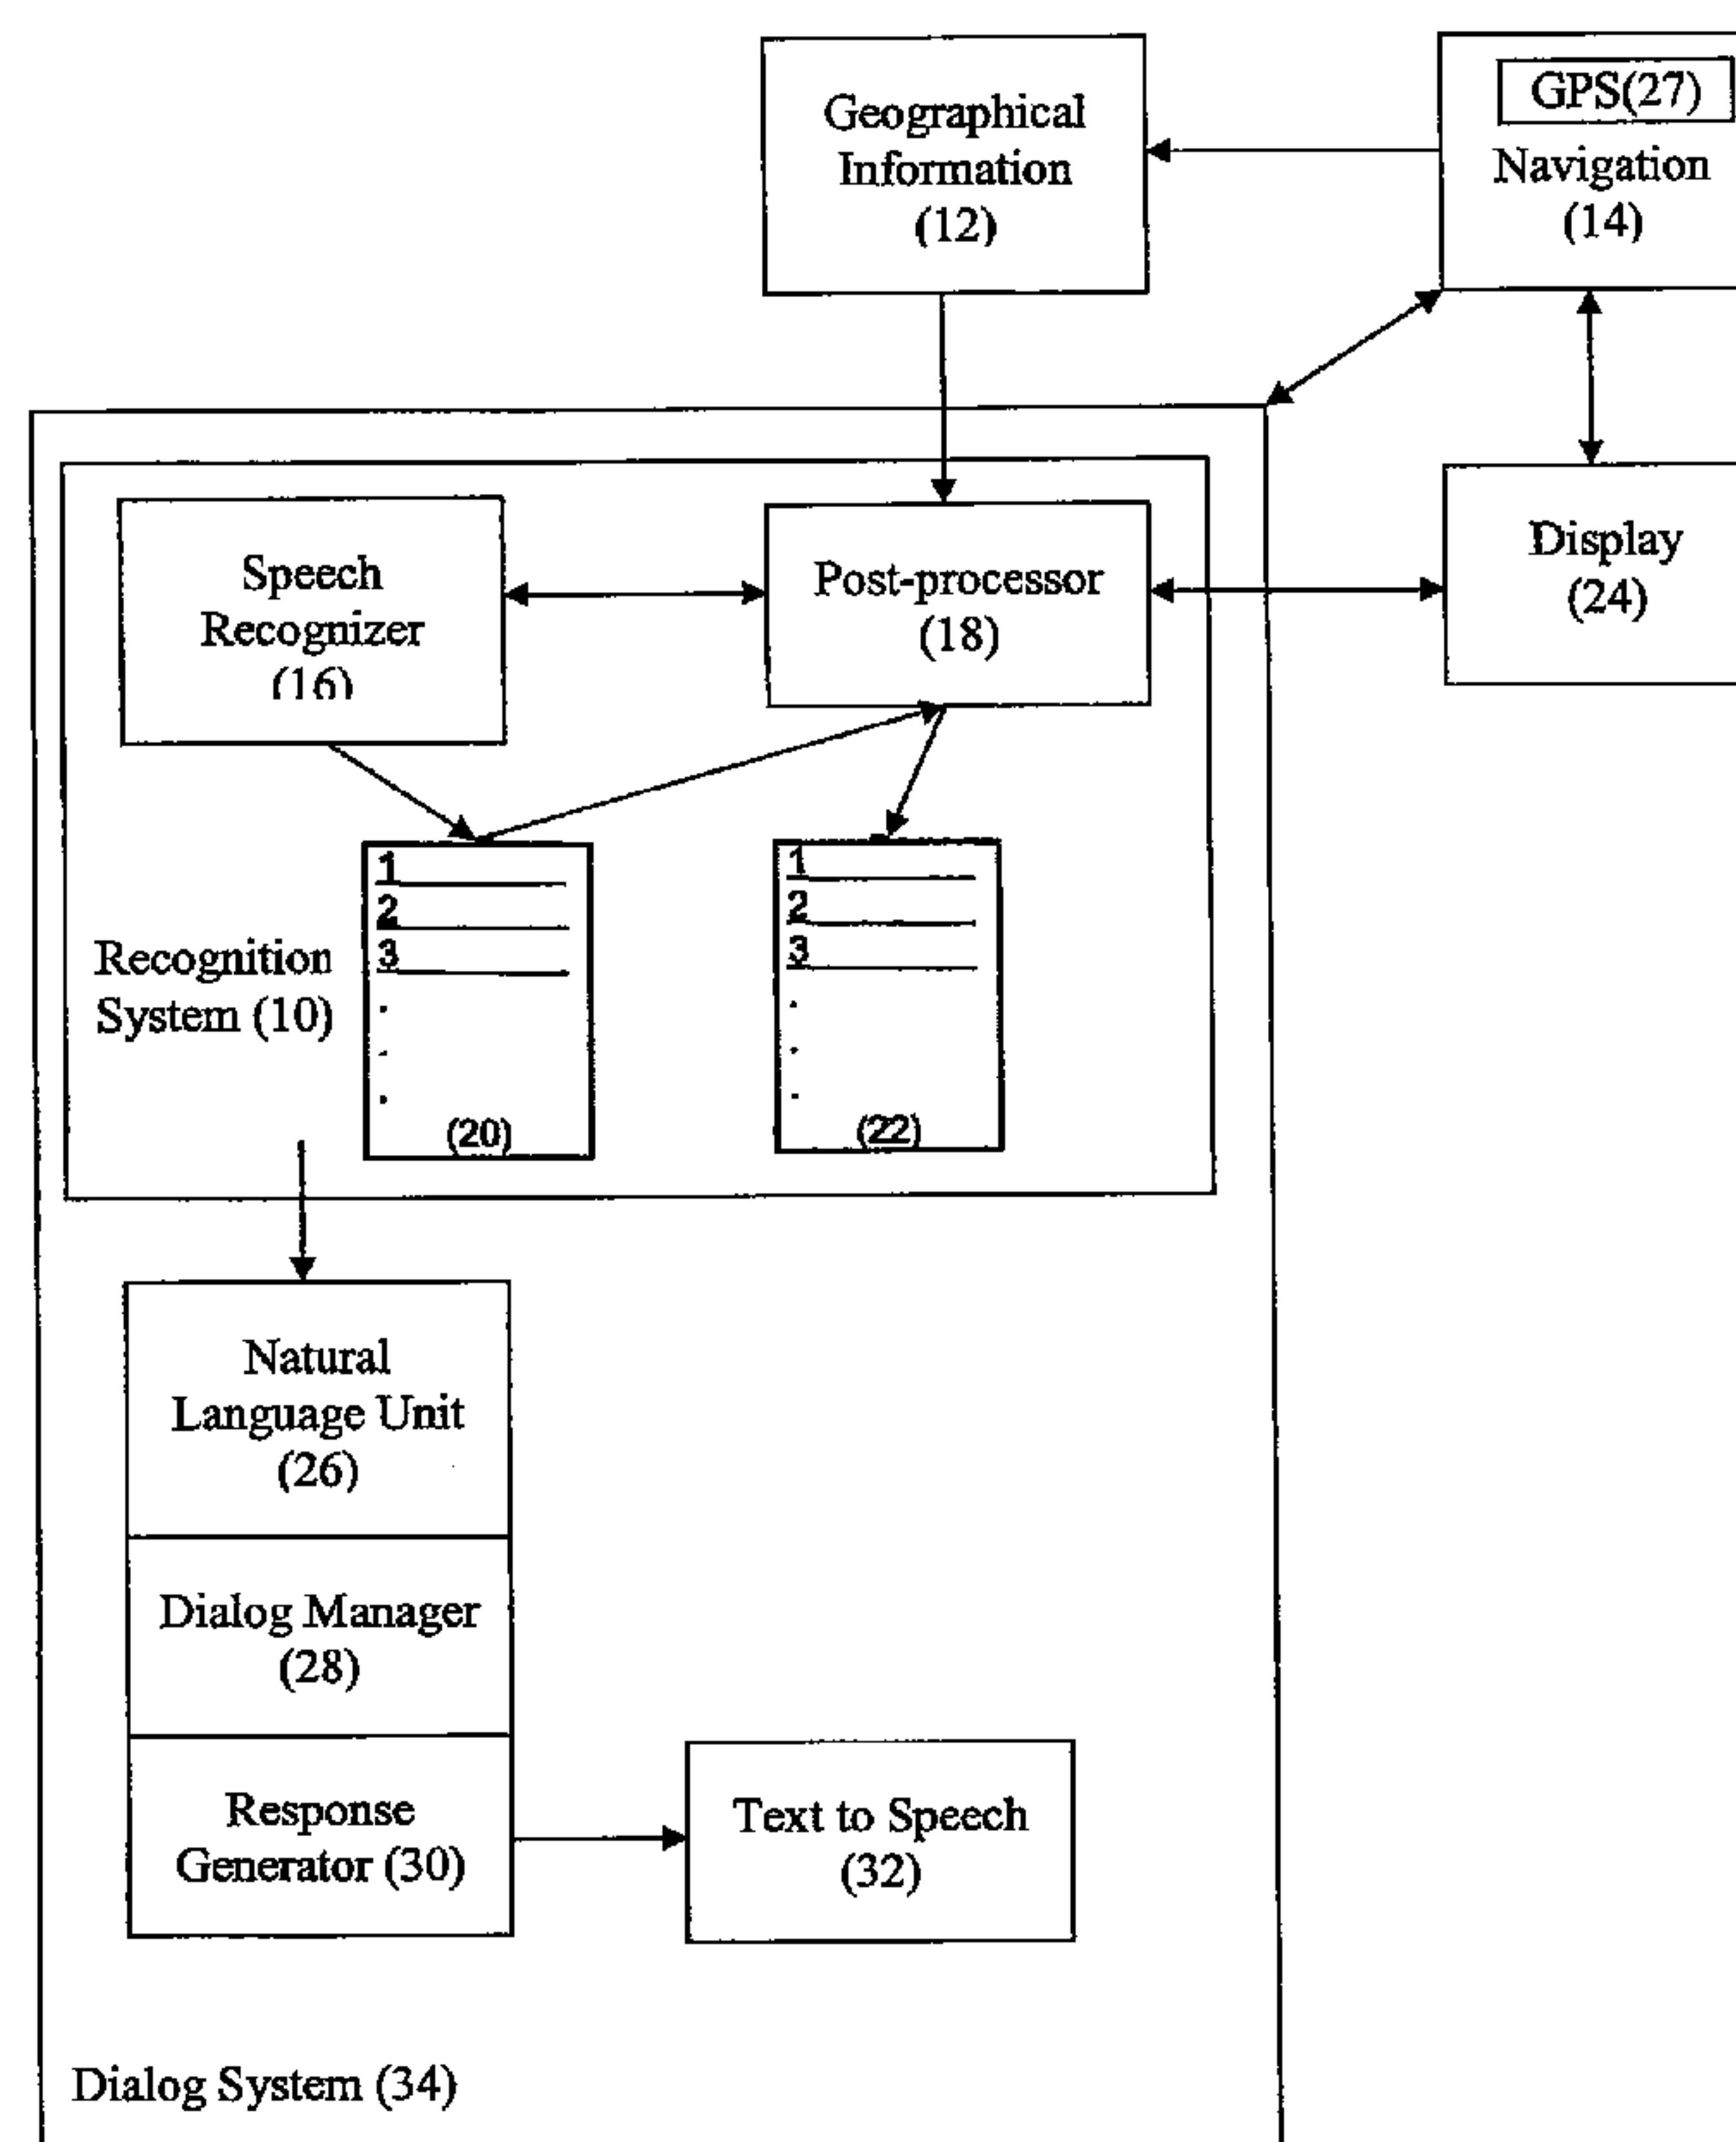 Geographical
Information
(12)
GPS(27)
Navigation
(14)
Speech
Recognizer
(16)
Post-processor
(18)
Display
(24)
1
2
3
.
.
.
(20)
1
2
3
.
.
.
(22)
Recognition
System (10)
Natural
Language Unit
(26)
Dialog Manager
(28)
Response
Generator (30)
Text to Speech
(32)
Dialog System (34)